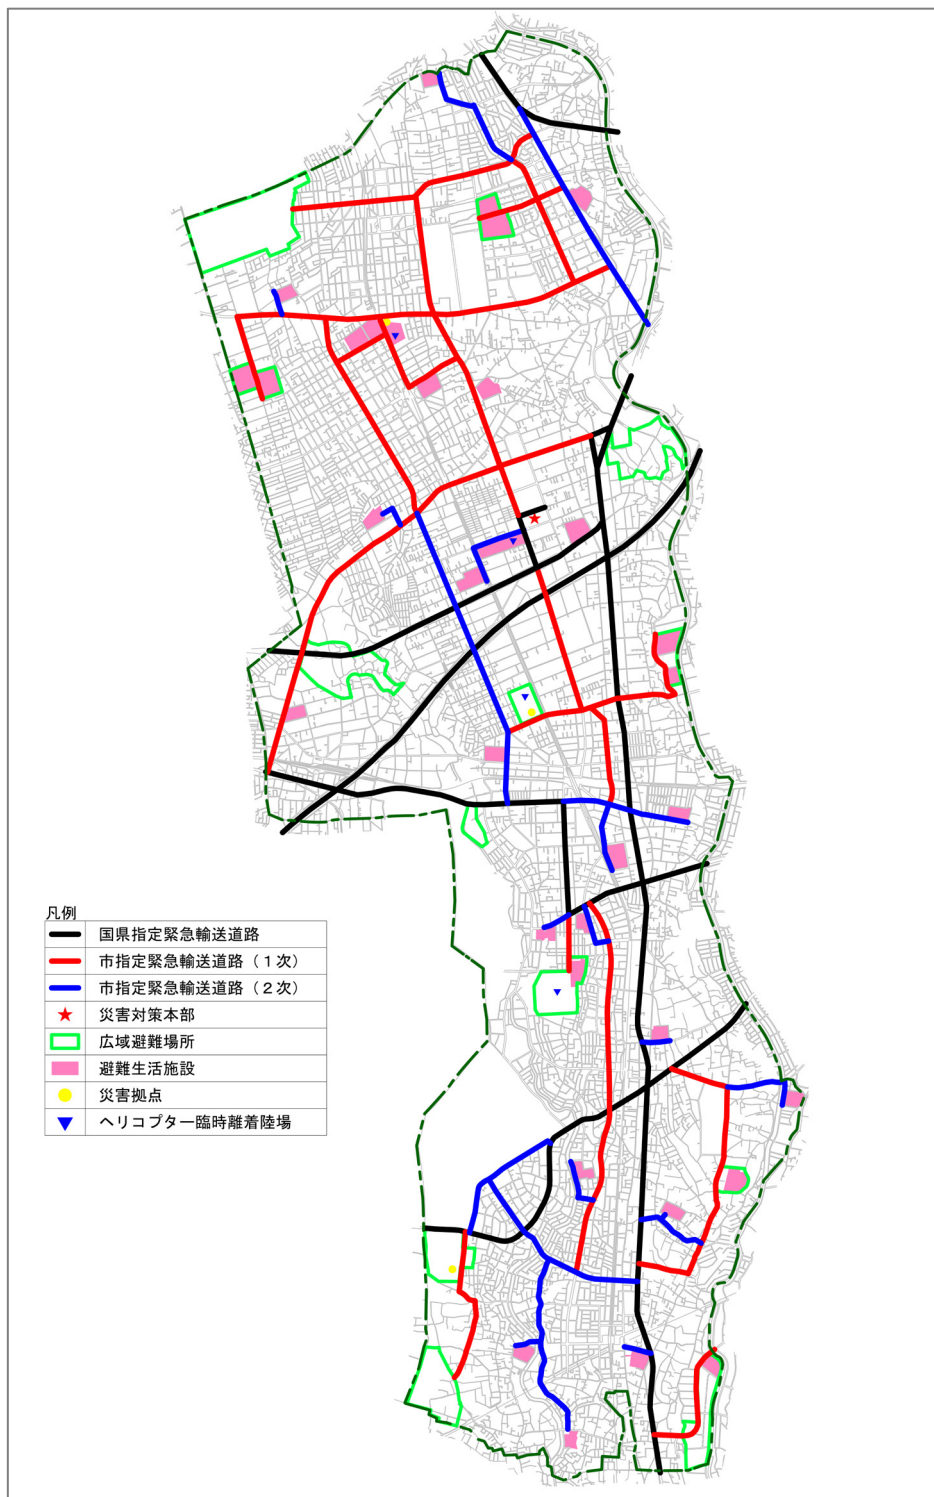 凡例
国県指定緊急輸送道路
市指定緊急輸送道路（１次）
市指定緊急輸送道路（２次）
災害対策本部
広域避難場所
避難生活施設
災害拠点
ヘリコプター臨時離着陸場